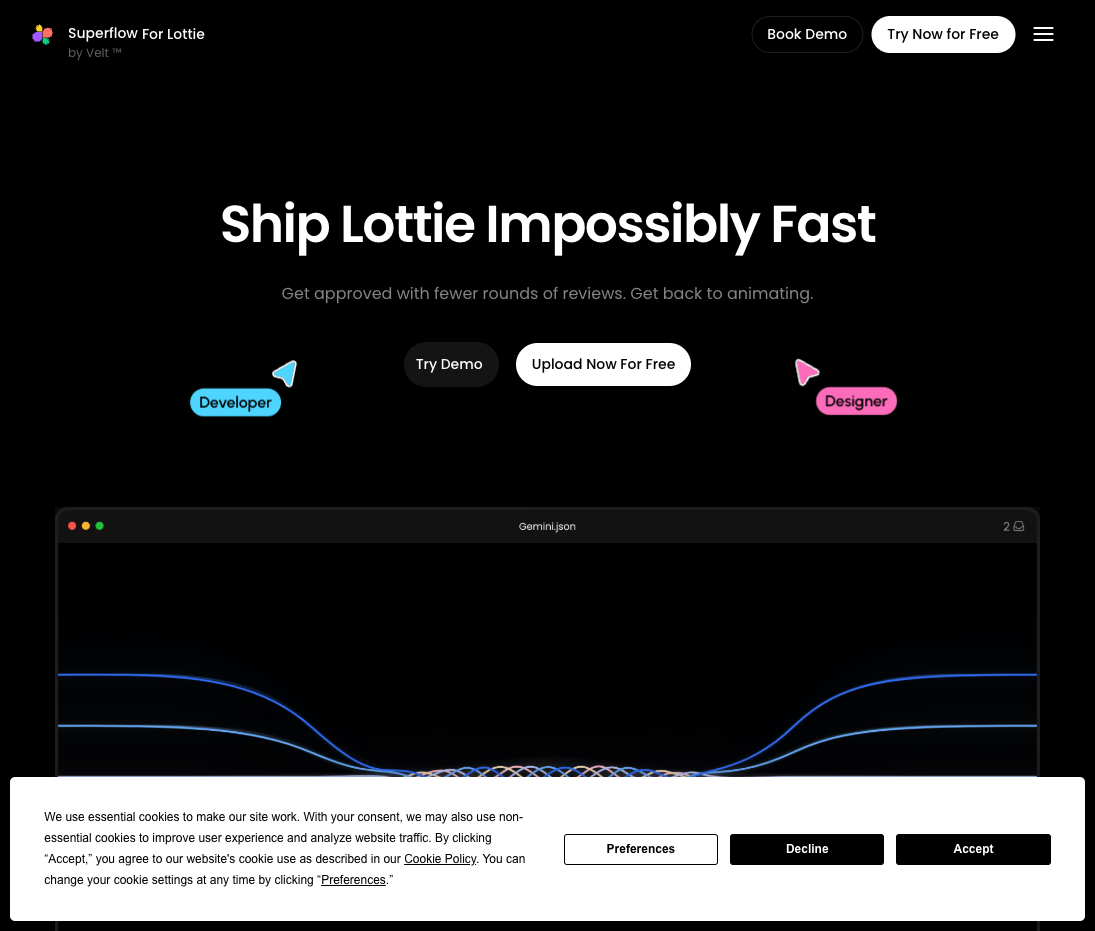 Superflow For Lottie
by Velt ™
Book Demo
Try Now for Free
Ship Lottie Impossibly Fast
Get approved with fewer rounds of reviews. Get back to animating.
Try Demo
Upload Now For Free
Developer
Designer
Gemini.json
2
We use essential cookies to make our site work. With your consent, we may also use non-
essential cookies to improve user experience and analyze website traffic. By clicking
“Accept,” you agree to our website's cookie use as described in our Cookie Policy. You can
change your cookie settings at any time by clicking “Preferences.”
Preferences
Decline
Accept